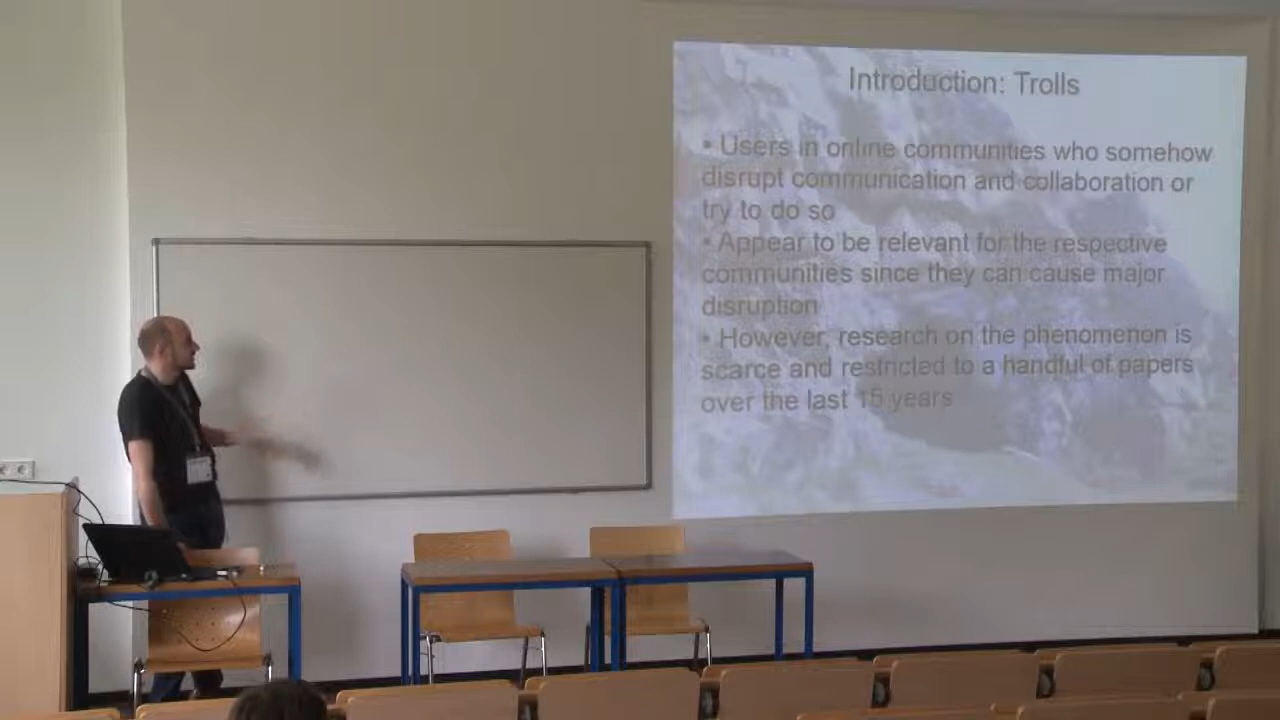 Introduction: Trolls
• Users in online communities who somehow
disrupt communication and collaboration or
try to do so
• Appear to be relevant for the respective
communities since they can cause major
disruption
• However, research on the phenomenon is
scarce and restricted to a handful of papers
over the last 15 years